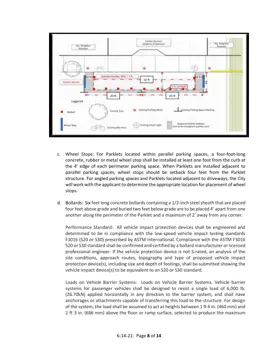 Legend
c. Wheel Stops: For Parklets located within parallel parking spaces, a four-foot-long
concrete, rubber or metal wheel stop shall be installed at least one foot from the curb at
the 4' edge of each perimeter parking space. When Parklets are installed adjacent to
parallel parking spaces, wheel stops should be setback four feet from the Parklet
structure. For angled parking spaces and Parklets located adjacent to driveways, the City
will work with the applicant to determine the appropriate location for placement of wheel
stops.
d. Bollards: Six feet long concrete bollards containing a 1/2-inch steel sheath that are placed
four feet above grade and buried two feet below grade are to be placed 4' apart from one
another along the perimeter of the Parklet and a maximum of 2' away from any corner.
Performance Standard: All vehicle impact protection devices shall be engineered and
determined to be in compliance with the low-speed vehicle impact testing standards
F3016 (S20 or S30) prescribed by ASTM International. Compliance with the ASTM F3016
S20 or S30 standard shall be confirmed and certified by a bollard manufacturer or licensed
professional engineer. If the vehicle protection device is not S-rated, an analysis of the
site conditions, approach routes, topography and type of proposed vehicle impact
protection device(s), including size and depth of footings, shall be submitted showing the
vehicle impact device(s) to be equivalent to an S20 or S30 standard.
Loads on Vehicle Barrier Systems: Loads on Vehicle Barrier Systems. Vehicle barrier
systems for passenger vehicles shall be designed to resist a single load of 6,000 lb.
(26.70kN) applied horizontally in any direction to the barrier system, and shall have
anchorages or attachments capable of transferring this load to the structure. For design
of the system, the load shall be assumed to act at heights between 1 ft 6 in. (460 mm) and
2 ft 3 in. (686 mm) above the floor or ramp surface, selected to produce the maximum
6-14-21- Page 8 of 14